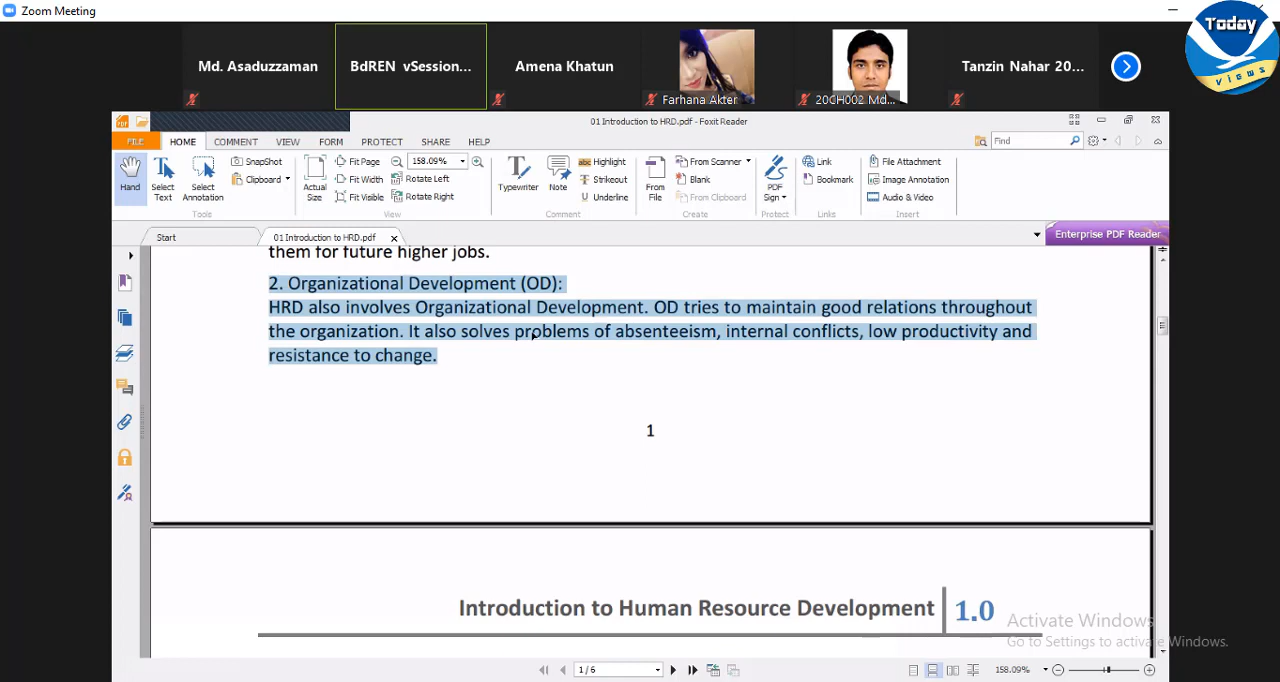 Zoom Meeting
Today
views
Md. Asaduzzaman
BdREN vSession...
Amena Khatun
Farhana Akter
20CH002 Md...
Tanzin Nahar 20...
01 Introduction to HRD.pdf - Foxit Reader
FILE HOME COMMENT VIEW FORM PROTECT SHARE HELP
Find
Hand
Select Text
Select Annotation
SnapShot
Clipboard
Tools
Actual Size
Fit Page
Fit Width
Fit Visible
158.09%
Rotate Left
Rotate Right
View
Typewriter
Note
Highlight
Strikeout
Underline
Comment
From File
From Scanner
Blank
From Clipboard
Create
PDF Sign
Protect
Link
Bookmark
Links
File Attachment
Image Annotation
Audio & Video
Insert
Start
01 Introduction to HRD.pdf
Enterprise PDF Reader
them for future higher jobs.
2. Organizational Development (OD):
HRD also involves Organizational Development. OD tries to maintain good relations throughout
the organization. It also solves problems of absenteeism, internal conflicts, low productivity and
resistance to change.
1
Introduction to Human Resource Development 1.0
Activate Windows
Go to Settings to activate Windows.
1 / 6
158.09%